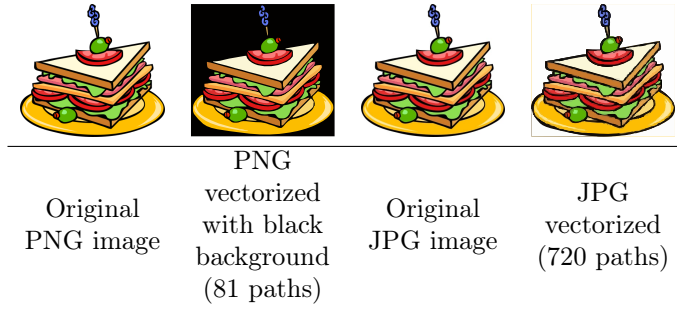 Original
PNG image
PNG
vectorized
with black
background
(81 paths)
Original
JPG image
JPG
vectorized
(720 paths)